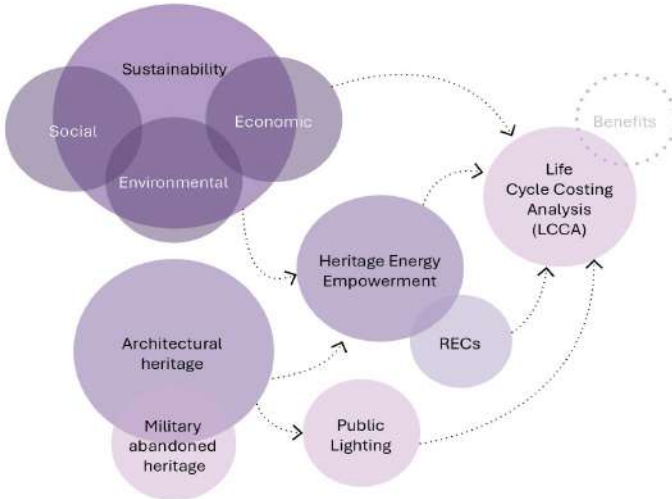 Sustainability
Social
Economic
Environmental
Benefits
Life
Cycle Costing
Analysis
(LCCA)
Heritage Energy
Empowerment
RECs
Architectural
heritage
Military
abandoned
heritage
Public
Lighting